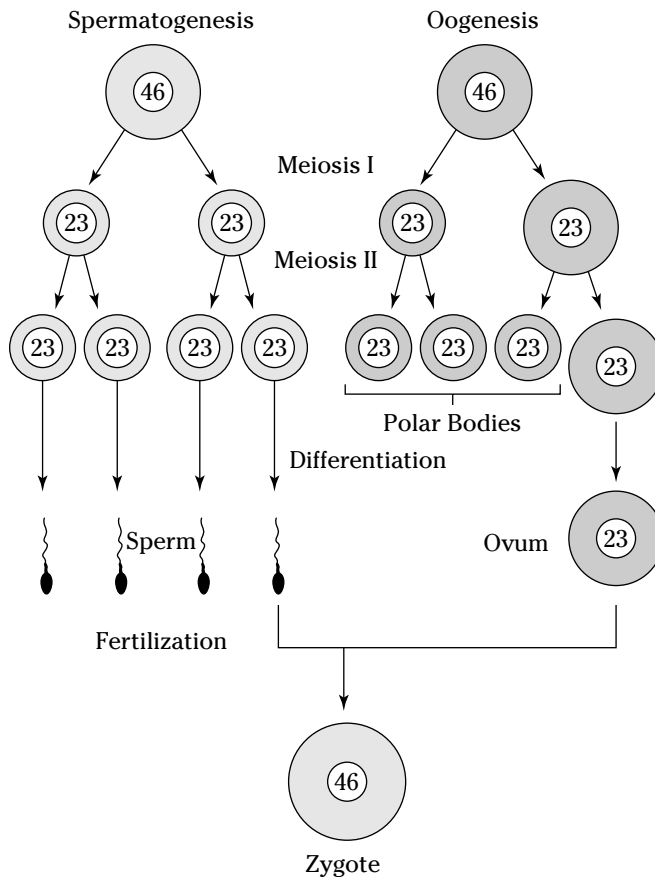 Spermatogenesis
Oogenesis
46
46
Meiosis I
23
23
23
23
Meiosis II
23
23
23
23
23
23
23
23
Polar Bodies
Differentiation
Sperm
Ovum
23
Fertilization
46
Zygote